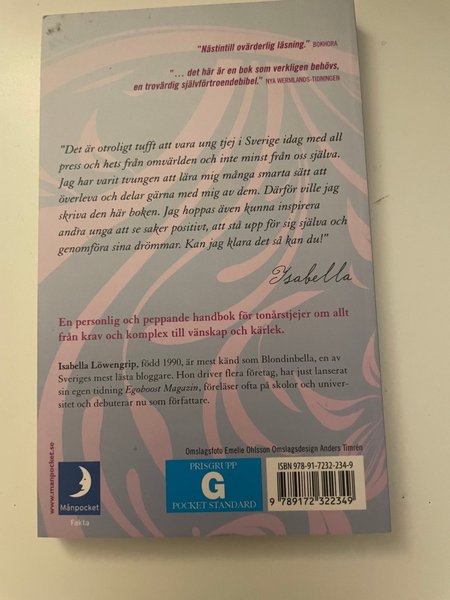 "Nästintill ovärderlig läsning." BOKHORA
"... det här är en bok som verkligen behövs,
en trovärdig självförtroendebibel." NYA WERMLANDS-TIDNINGEN
"Det är otroligt tufft att vara ung tjej i Sverige idag med all
press och hets från omvärlden och inte minst från oss själva.
Jag har varit tvungen att lära mig många smarta sätt att
överleva och delar gärna med mig av dem. Därför ville jag
skriva den här boken. Jag hoppas även kunna inspirera
andra unga att se saker positivt, att stå upp för sig själva och
genomföra sina drömmar. Kan jag klara det så kan du!"
Isabella
En personlig och peppande handbok för tonårstjejer om allt
från krav och komplex till vänskap och kärlek.
Isabella Löwengrip, född 1990, är mest känd som Blondinbella, en av
Sveriges mest lästa bloggare. Hon driver flera företag, har just lanserat
sin egen tidning Egoboost Magazin, föreläser ofta på skolor och univer-
sitet och debuterar nu som författare.
Omslagsfoto Emelie Ohlsson Omslagsdesign Anders Timrén
www.manpocket.se
Månpocket
Fakta
PRISGRUPP
G
POCKET STANDARD
ISBN 978-91-7232-234-9
9 789172 322349